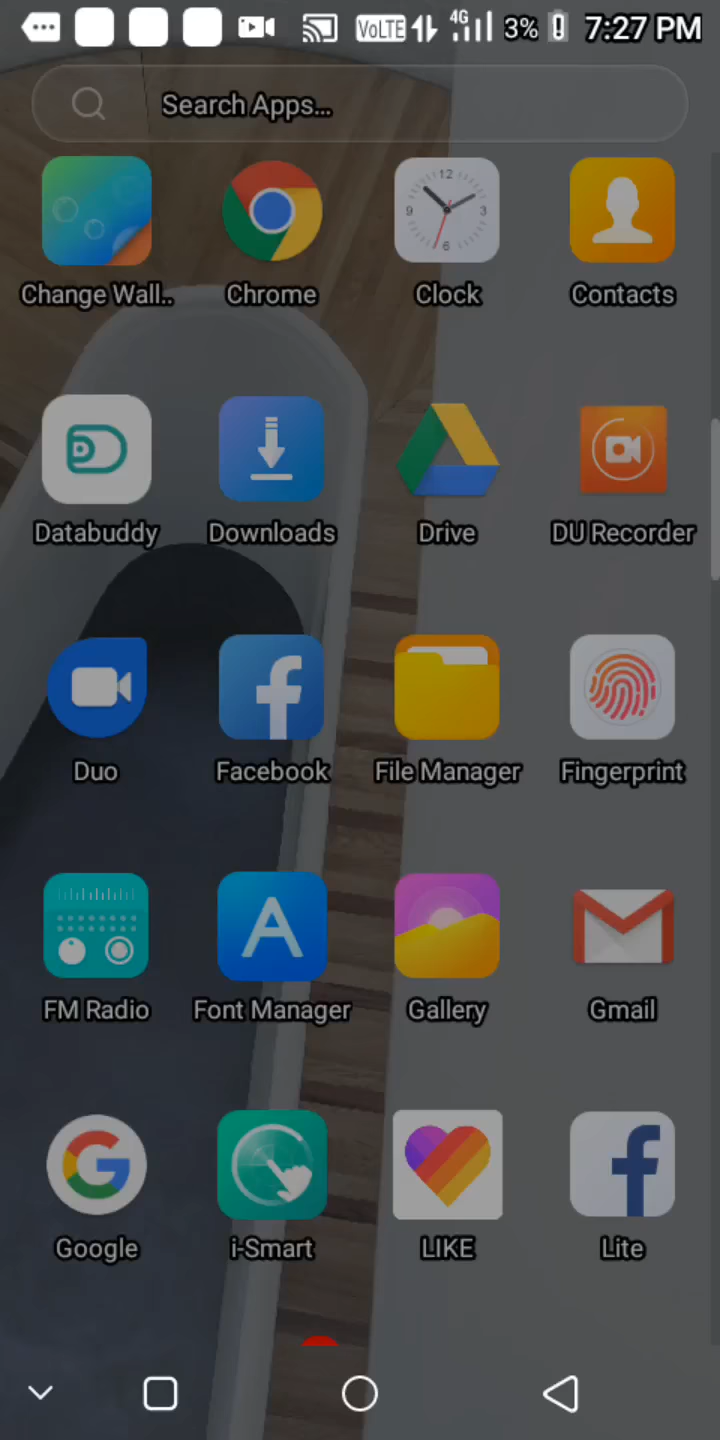 VoLTE 4G 3% 7:27 PM
Search Apps...
Change Wall.. Chrome Clock Contacts
Databuddy Downloads Drive DU Recorder
Duo Facebook File Manager Fingerprint
FM Radio Font Manager Gallery Gmail
Google i-Smart LIKE Lite